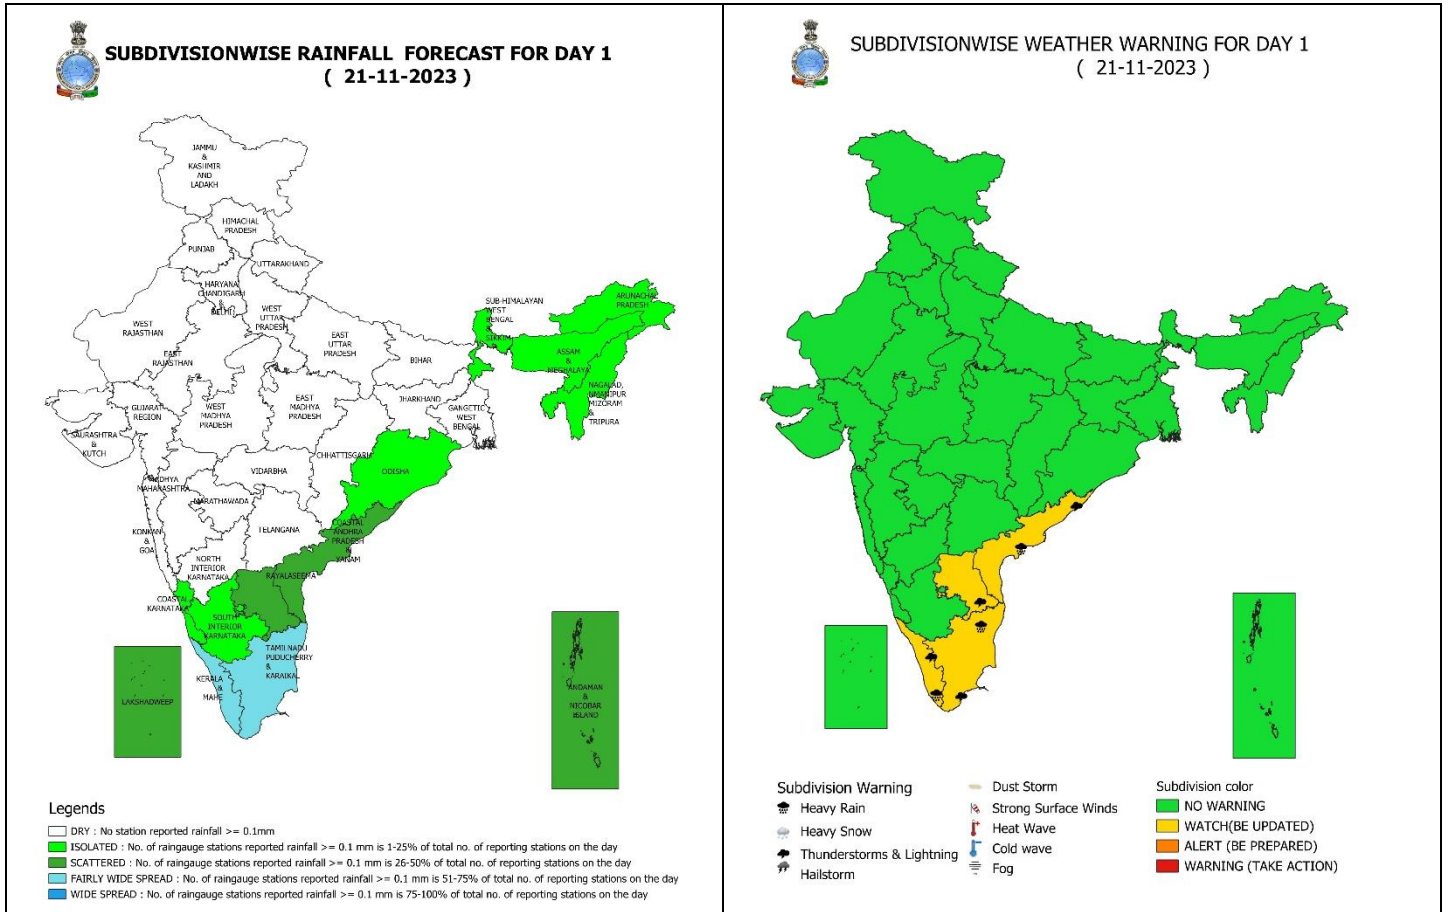 SUBDIVISIONWISE RAINFALL FORECAST FOR DAY 1
( 21-11-2023 )
JAMMU
&
KASHMIR
AND
LADAKH
HIMACHAL
PRADESH
PUNJAB
UTTARAKHAND
HARYANA
CHANDIGARH
&
DELHI
WEST
UTTAR
PRADESH
WEST
RAJASTHAN
EAST
RAJASTHAN
EAST
UTTAR
PRADESH
BIHAR
SUB-HIMALAYAN
WEST
BENGAL
&
SIKKIM
ARUNACHAL
PRADESH
ASSAM
&
MEGHALAYA
NAGALAD,
MANIPUR
MIZORAM
&
TRIPURA
GUJARAT
REGION
WEST
MADHYA
PRADESH
EAST
MADHYA
PRADESH
JHARKHAND
GANGETIC
WEST
BENGAL
SAURASHTRA
&
KUTCH
CHHATTISGARH
ODISHA
VIDARBHA
MADHYA
MAHARASHTRA
MARATHAWADA
KONKAN
&
GOA
TELANGANA
COASTAL
ANDHRA
PRADESH
&
YANAM
NORTH
INTERIOR
KARNATAKA
RAYALASEEMA
COASTAL
KARNATAKA
SOUTH
INTERIOR
KARNATAKA
TAMILNADU
PUDUCHERRY
&
KARAIKAL
KERALA
&
MAHE
LAKSHADWEEP
ANDAMAN
&
NICOBAR
ISLAND
Legends
DRY : No station reported rainfall >= 0.1mm
ISOLATED : No. of raingauge stations reported rainfall >= 0.1 mm is 1-25% of total no. of reporting stations on the day
SCATTERED : No. of raingauge stations reported rainfall >= 0.1 mm is 26-50% of total no. of reporting stations on the day
FAIRLY WIDE SPREAD : No. of raingauge stations reported rainfall >= 0.1 mm is 51-75% of total no. of reporting stations on the day
WIDE SPREAD : No. of raingauge stations reported rainfall >= 0.1 mm is 75-100% of total no. of reporting stations on the day
SUBDIVISIONWISE WEATHER WARNING FOR DAY 1
( 21-11-2023 )
Subdivision Warning
Heavy Rain
Heavy Snow
Thunderstorms & Lightning
Hailstorm
Dust Storm
Strong Surface Winds
Heat Wave
Cold wave
Fog
Subdivision color
NO WARNING
WATCH(BE UPDATED)
ALERT (BE PREPARED)
WARNING (TAKE ACTION)